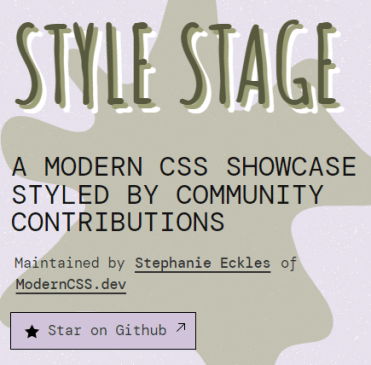 STYLE STAGE
A MODERN CSS SHOWCASE
STYLED BY COMMUNITY
CONTRIBUTIONS
Maintained by Stephanie Eckles of
ModernCSS.dev
★ Star on Github ↗